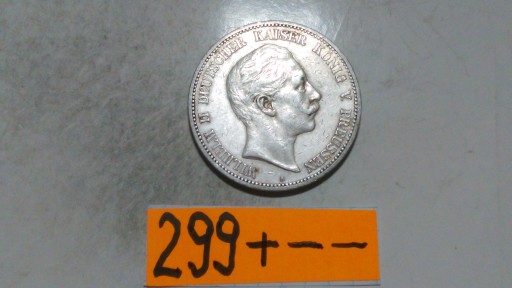 WILHELM II DEUTSCHER KAISER KÖNIG V. PREUSSEN
A
299+--